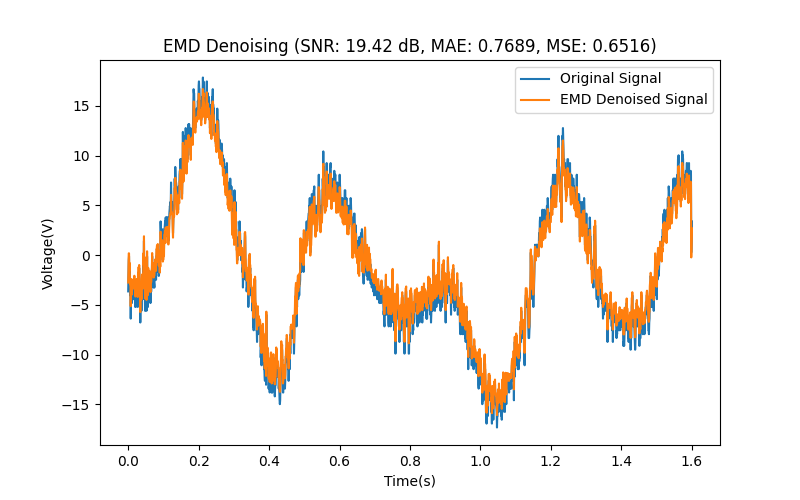 EMD Denoising (SNR: 19.42 dB, MAE: 0.7689, MSE: 0.6516)
Original Signal
EMD Denoised Signal
15
10
5
0
−5
−10
−15
Voltage(V)
0.0 0.2 0.4 0.6 0.8 1.0 1.2 1.4 1.6
Time(s)